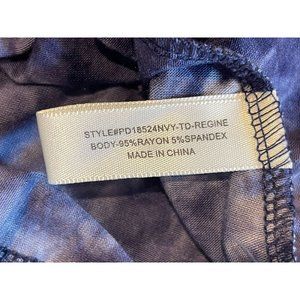 STYLE#PD18524NVY-TD-REGINE
BODY-95%RAYON 5%SPANDEX
MADE IN CHINA